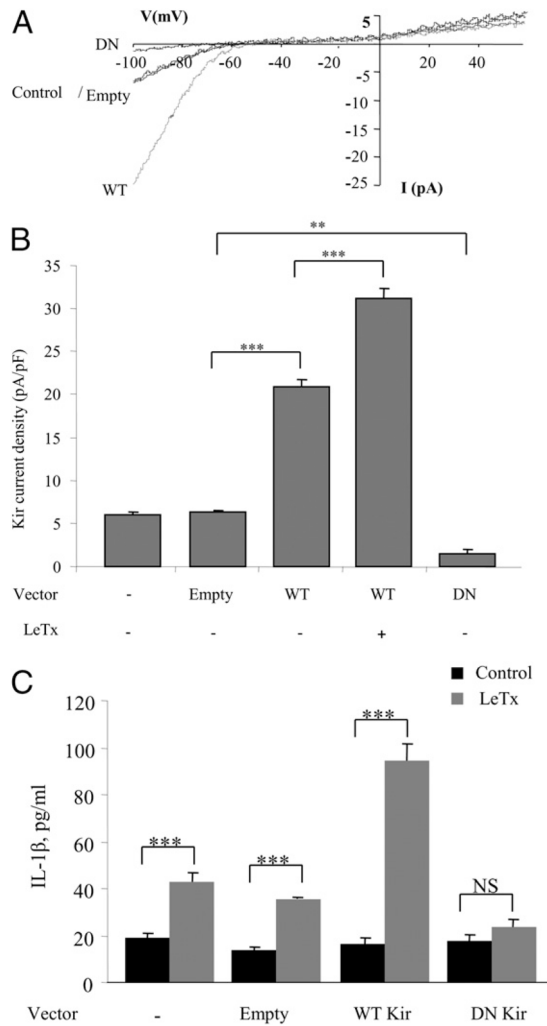 A
V(mV)
5
DN
-100 -80 -60 -40 -20 0 20 40
-5
Control / Empty
-10
-15
-20
WT
-25
I (pA)
B
**
***
***
Kir current density (pA/pF)
35
30
25
20
15
10
5
0
Vector - Empty WT WT DN
LeTx - - - + -
C
Control
LeTx
IL-1β, pg/ml
120
100
80
60
40
20
0
***
***
***
NS
Vector - Empty WT Kir DN Kir